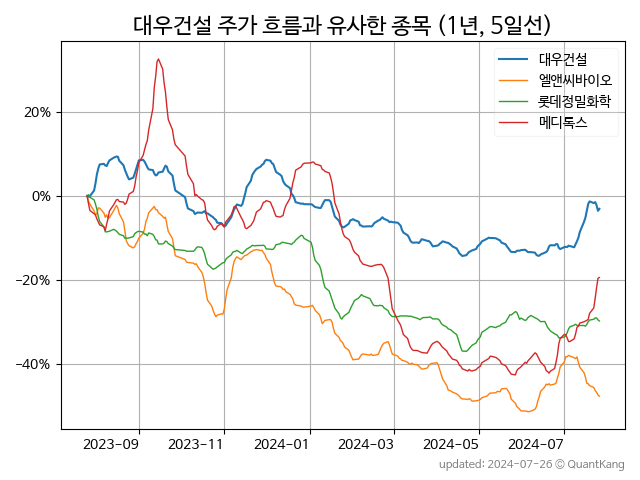 대우건설 주가 흐름과 유사한 종목 (1년, 5일선)
대우건설
엘앤씨바이오
롯데정밀화학
메디톡스
20%
0%
−20%
−40%
2023-09 2023-11 2024-01 2024-03 2024-05 2024-07
updated: 2024-07-26 © QuantKang